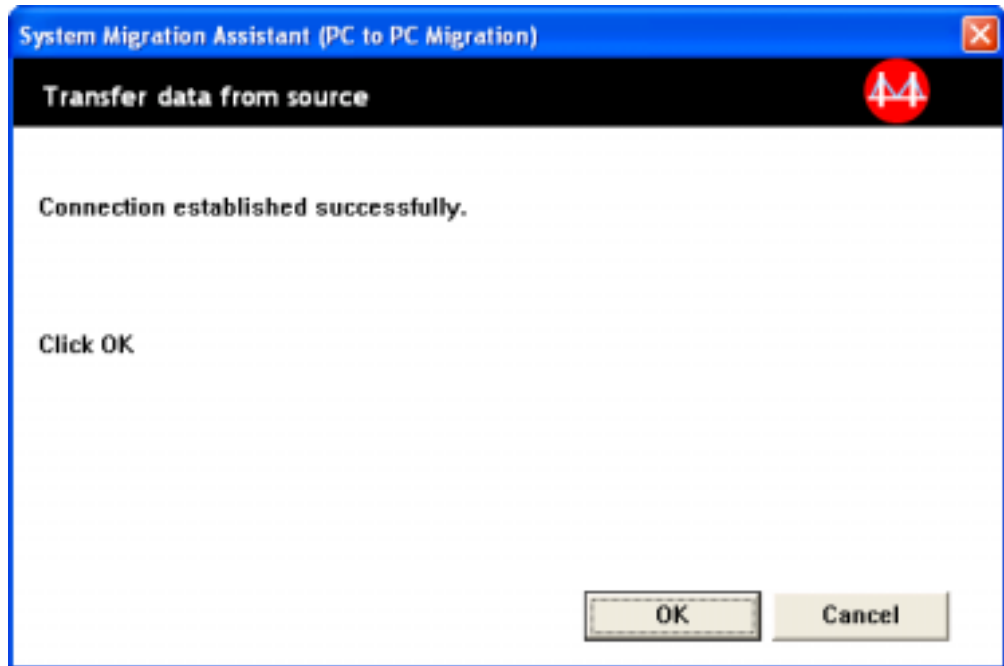 System Migration Assistant (PC to PC Migration)
Transfer data from source
Connection established successfully.
Click OK
OK
Cancel